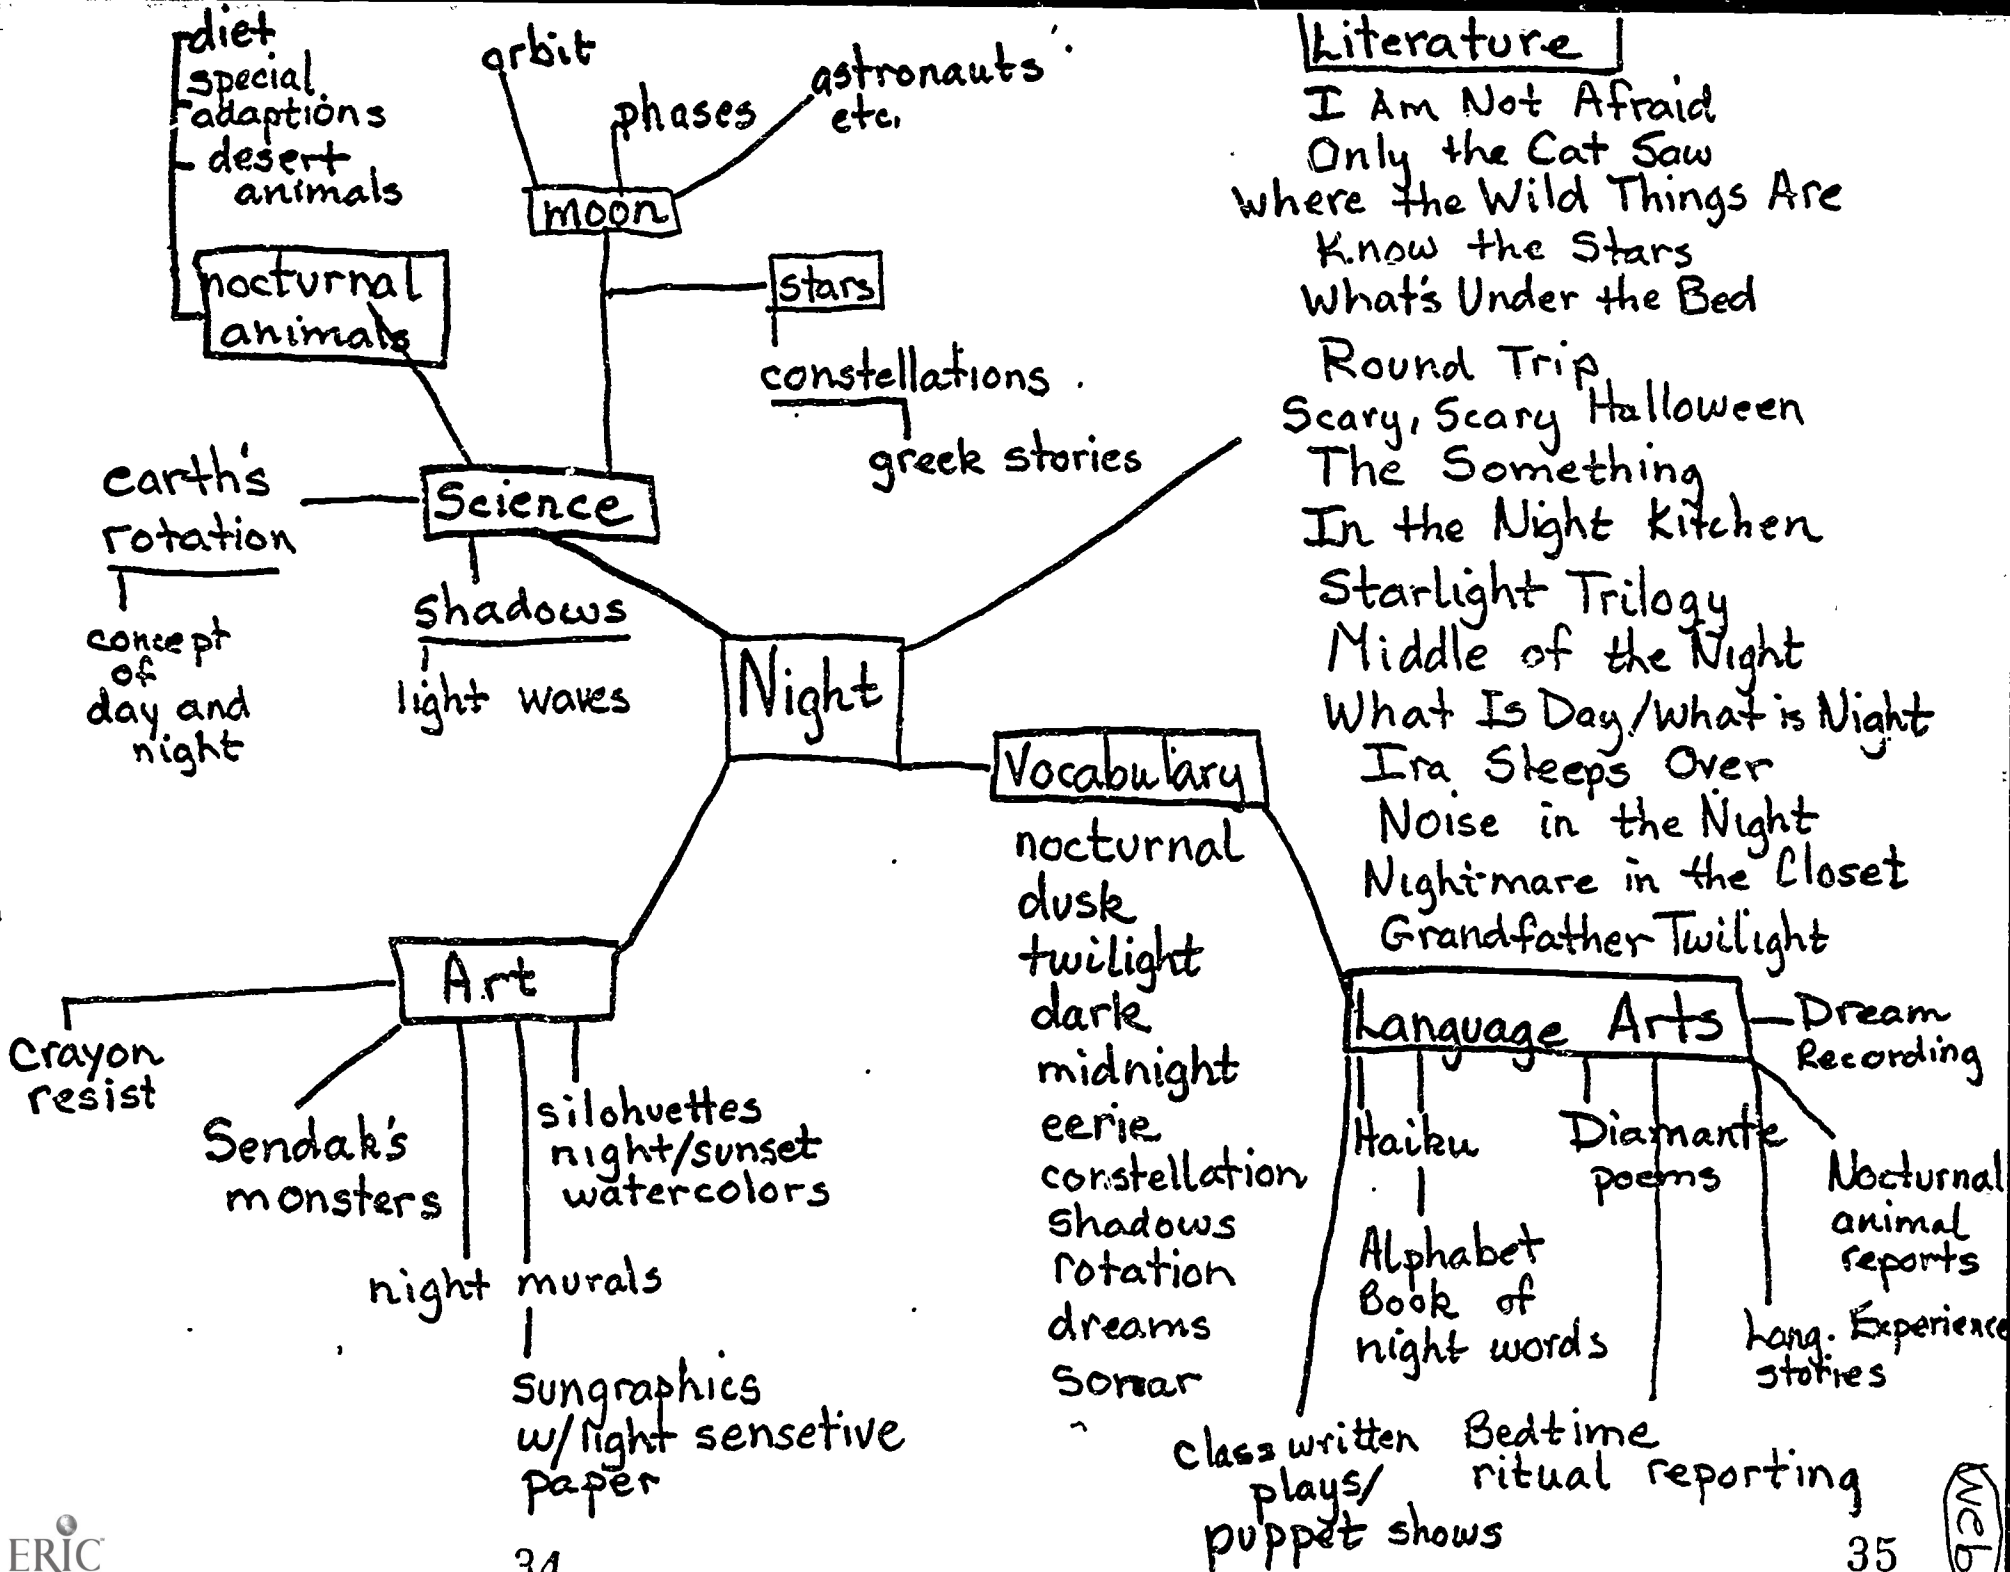 diet
special
adaptions
desert
animals
orbit
phases
astronauts
etc.
moon
nocturnal
animals
stars
constellations
greek stories
earth's
rotation
Science
concept
of
day and
night
shadows
light waves
Night
Literature
I Am Not Afraid
Only the Cat Saw
Where the Wild Things Are
Know the Stars
What's Under the Bed
Round Trip
Scary, Scary Halloween
The Something
In the Night Kitchen
Starlight Trilogy
Middle of the Night
What Is Day/What is Night
Ira Sleeps Over
Noise in the Night
Nightmare in the Closet
Grandfather Twilight
Vocabulary
nocturnal
dusk
twilight
dark
midnight
eerie
constellation
shadows
rotation
dreams
sonar
Art
Crayon
resist
Sendak's
monsters
silohuettes
night/sunset
watercolors
night murals
sungraphics
w/light sensetive
paper
Language Arts
Dream
Recording
Haiku
Diamante
poems
Nocturnal
animal
reports
Alphabet
Book of
night words
Lang. Experience
stories
class written
plays/
puppet shows
Bedtime
ritual reporting
Web
ERIC
34
35